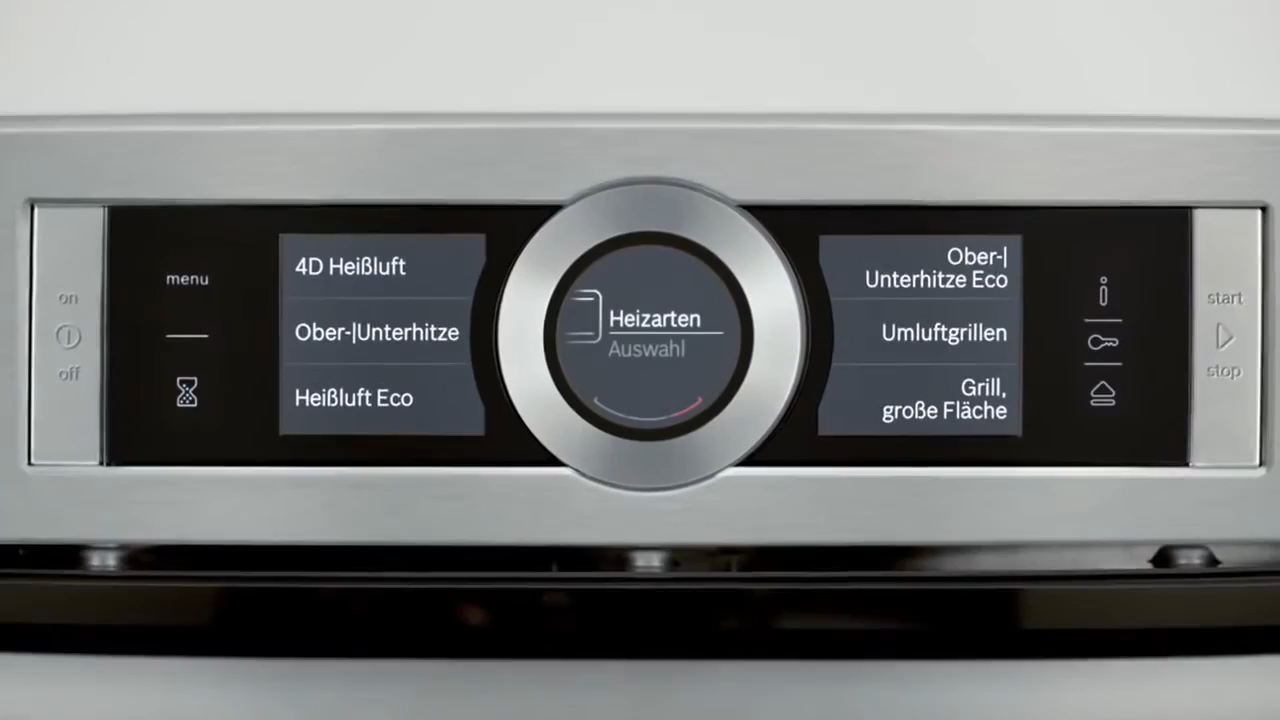 on
off
menu
4D Heißluft
Ober-|Unterhitze
Heißluft Eco
Heizarten
Auswahl
Ober-|
Unterhitze Eco
Umluftgrillen
Grill,
große Fläche
start
stop